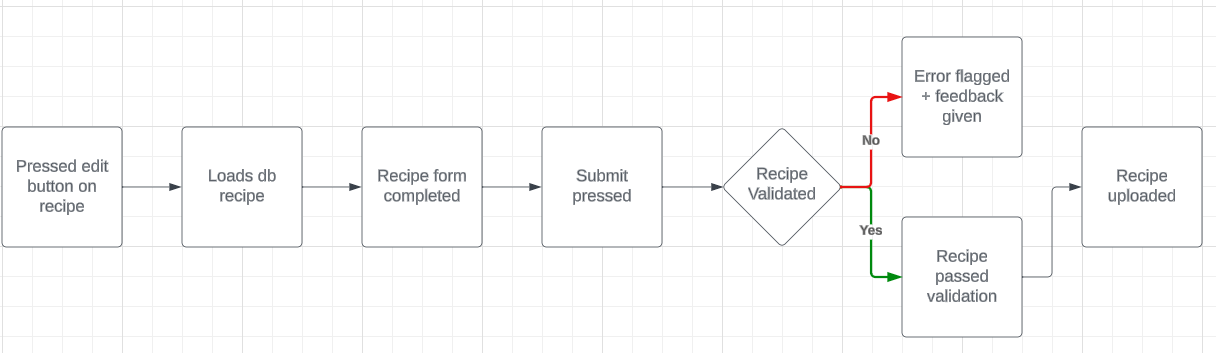 Pressed edit
button on
recipe
Loads db
recipe
Recipe form
completed
Submit
pressed
Recipe
Validated
No
Yes
Error flagged
+ feedback
given
Recipe
passed
validation
Recipe
uploaded